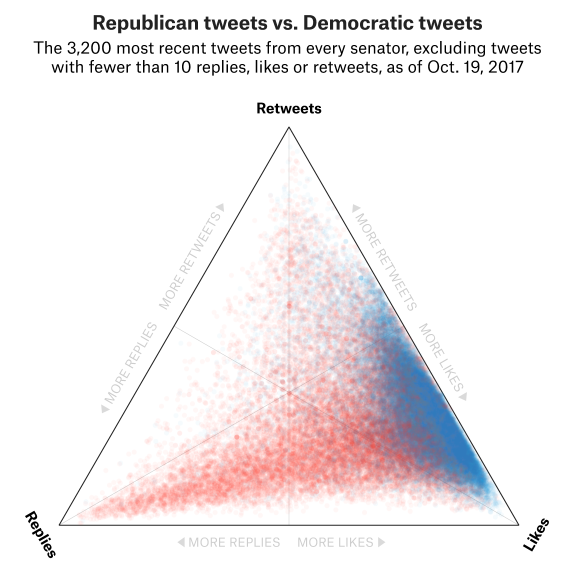 Republican tweets vs. Democratic tweets
The 3,200 most recent tweets from every senator, excluding tweets
with fewer than 10 replies, likes or retweets, as of Oct. 19, 2017
Retweets
MORE RETWEETS ▶
◀ MORE REPLIES
◀ MORE RETWEETS
MORE LIKES ▶
Replies
◀ MORE REPLIES
MORE LIKES ▶
Likes